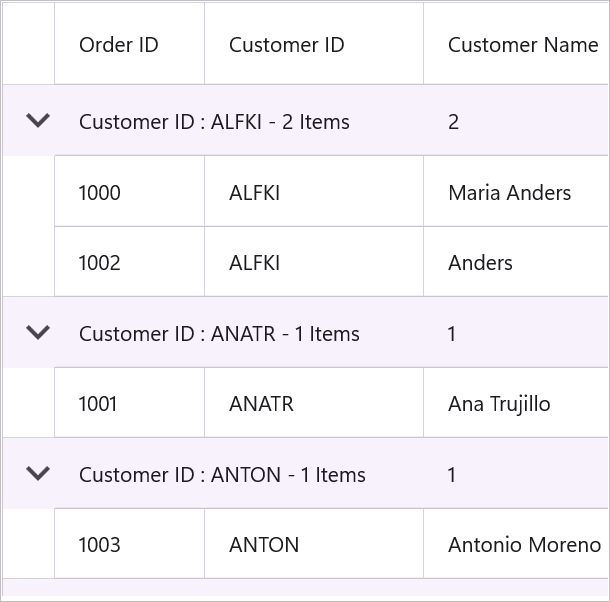 Order ID Customer ID Customer Name
Customer ID : ALFKI - 2 Items 2
1000 ALFKI Maria Anders
1002 ALFKI Anders
Customer ID : ANATR - 1 Items 1
1001 ANATR Ana Trujillo
Customer ID : ANTON - 1 Items 1
1003 ANTON Antonio Moreno